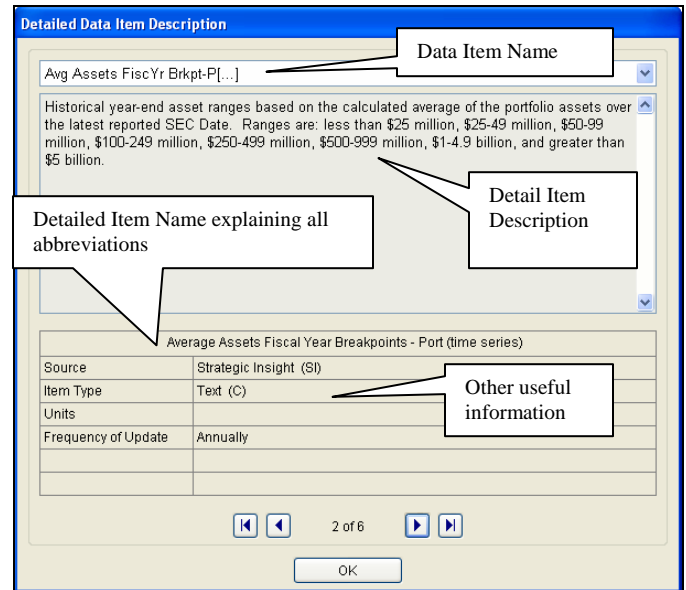 Detailed Data Item Description
Data Item Name
Avg Assets FiscYr Brkpt-P[...]
Historical year-end asset ranges based on the calculated average of the portfolio assets over
the latest reported SEC Date.  Ranges are: less than $25 million, $25-49 million, $50-99
million, $100-249 million, $250-499 million, $500-999 million, $1-4.9 billion, and greater than
$5 billion.
Detail Item
Description
Detailed Item Name explaining all
abbreviations
Average Assets Fiscal Year Breakpoints - Port (time series)
Source Strategic Insight (SI)
Item Type Text (C)
Other useful
information
Units
Frequency of Update Annually
2 of 6
OK